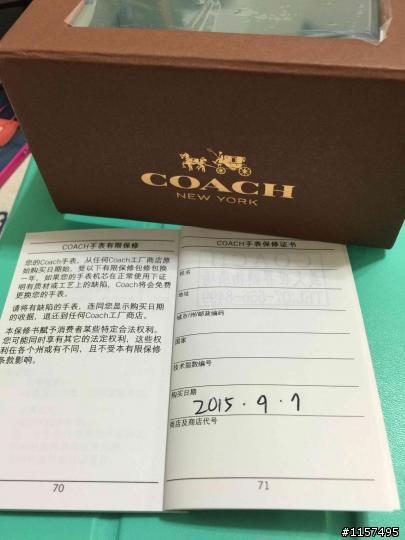 COACH
NEW YORK
COACH手表有限保修
您的Coach手表，从任何Coach工厂商店原
始购买日期始，受以下有限保修包修包换
一年。如果您的手表机芯在正常使用下证
明有质材或工艺上的缺陷，Coach将会免费
更换您的手表。
请将有缺陷的手表，连同您显示购买日期
的收据，退还到任何Coach工厂商店。
本保修书赋予消费者某些特定合法权利。
您可能同时享有其它的法定权利，这些权
利在各个州或有不同，且不受本有限保修
条款影响。
70
COACH手表保修证书
姓名
地址
城市/州/邮政编码
国家
技术指数编号
购买日期
2015.9.7
商店及商店代号
71
#1157495